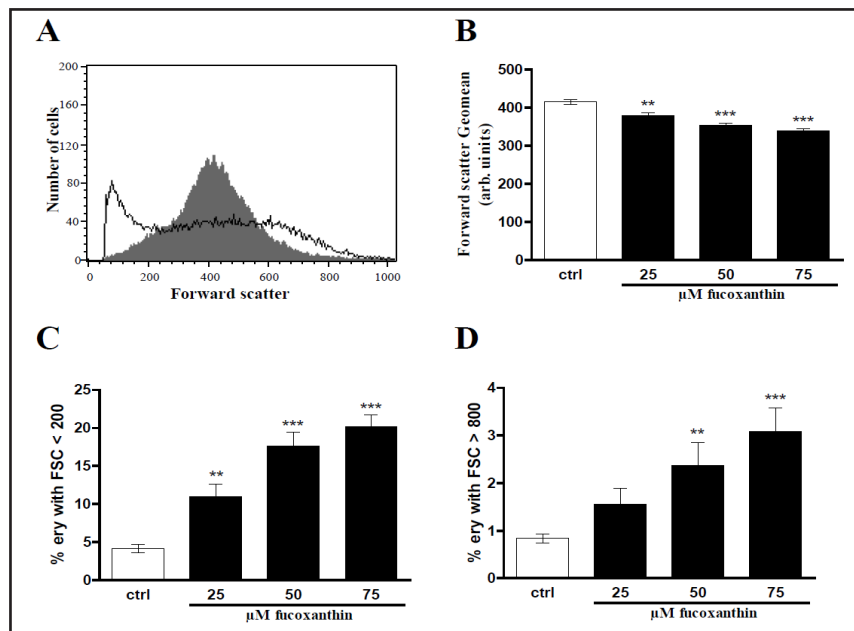 A
200
160
120
80
40
0
Number of cells
0 200 400 600 800 1000
Forward scatter
B
500
400
300
200
100
0
Forward scatter Geomean
(arb. uinits)
** *** ***
ctrl 25 50 75
µM fucoxanthin
C
25
20
15
10
5
0
% ery with FSC < 200
** *** ***
ctrl 25 50 75
µM fucoxanthin
D
4
3
2
1
0
% ery with FSC > 800
** ***
ctrl 25 50 75
µM fucoxanthin